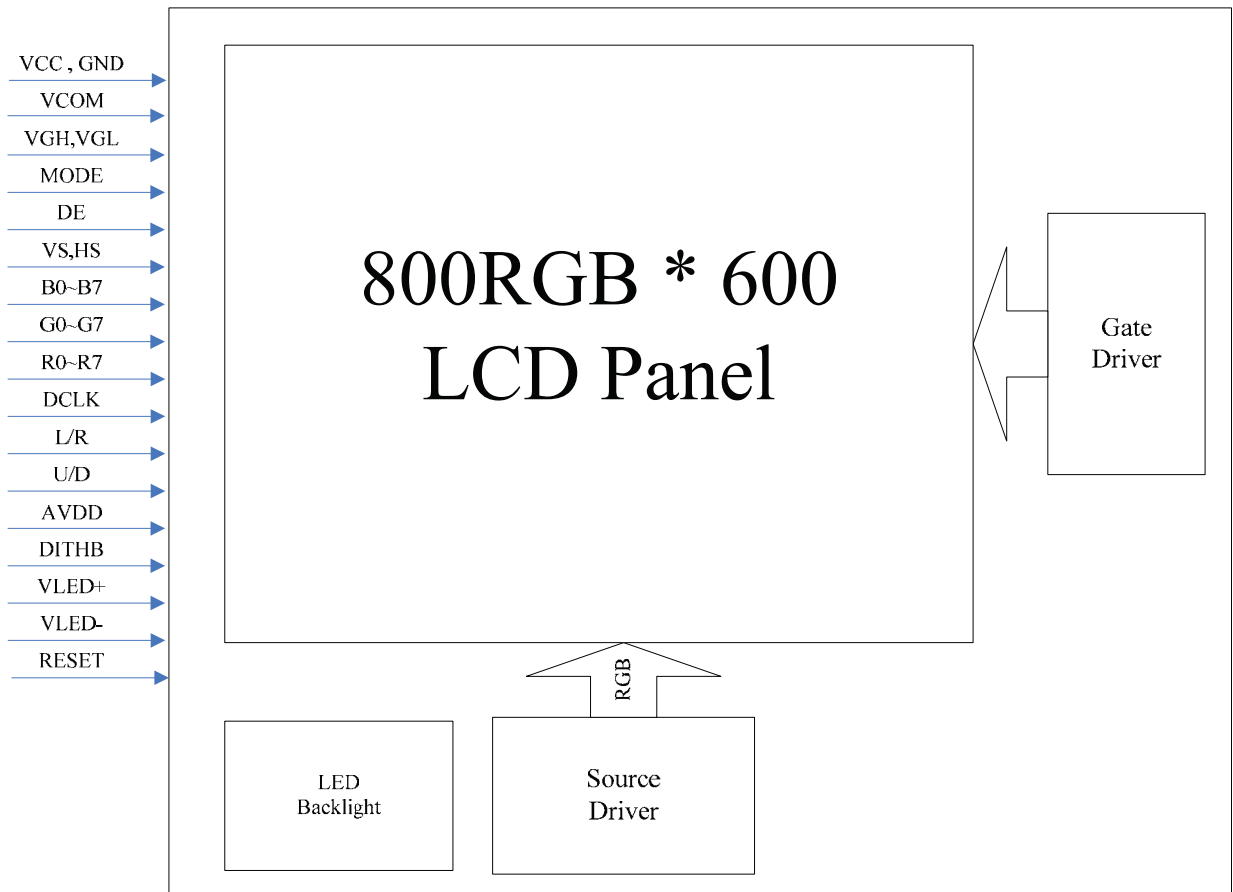 VCC , GND
VCOM
VGH,VGL
MODE
DE
VS,HS
B0~B7
G0~G7
R0~R7
DCLK
L/R
U/D
AVDD
DITHB
VLED+
VLED-
RESET
800RGB * 600
LCD Panel
Gate
Driver
RGB
LED
Backlight
Source
Driver